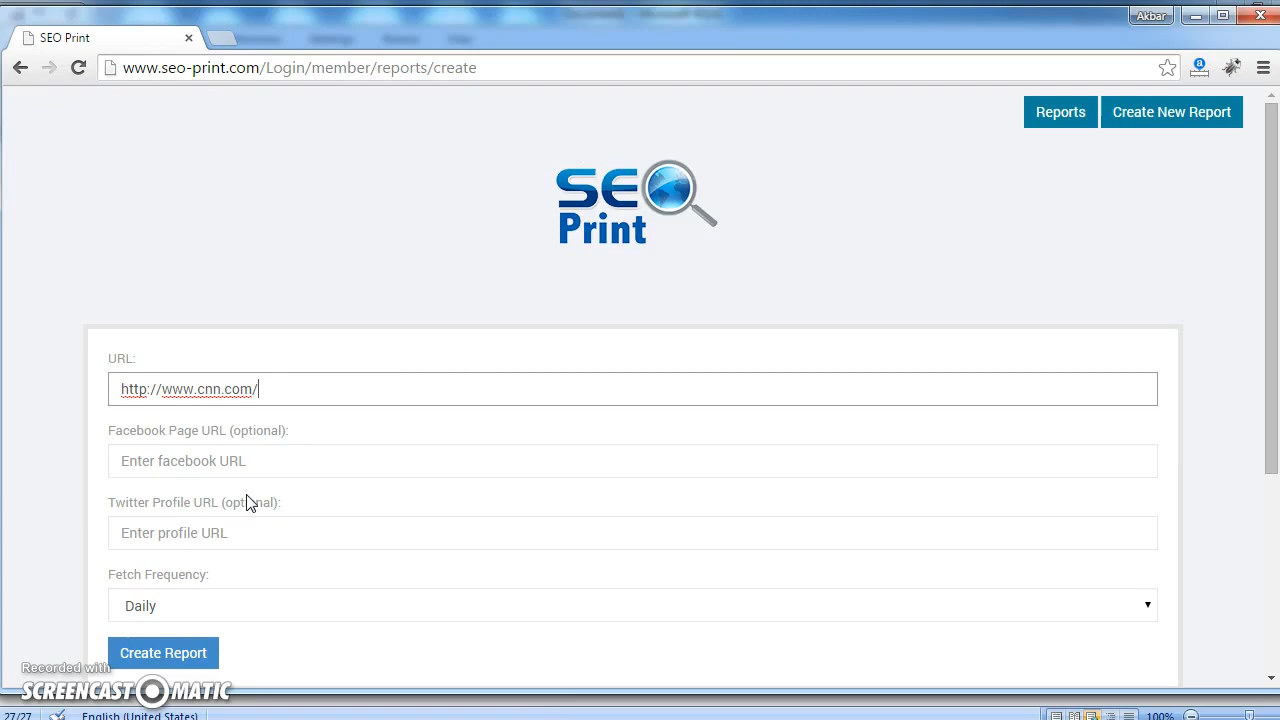 Akbar
SEO Print
www.seo-print.com/Login/member/reports/create
Reports
Create New Report
SEO
Print
URL:
http://www.cnn.com/
Facebook Page URL (optional):
Enter facebook URL
Twitter Profile URL (optional):
Enter profile URL
Fetch Frequency:
Daily
Create Report
Recorded with
SCREENCAST MATIC
27/27
English (United States)
100%